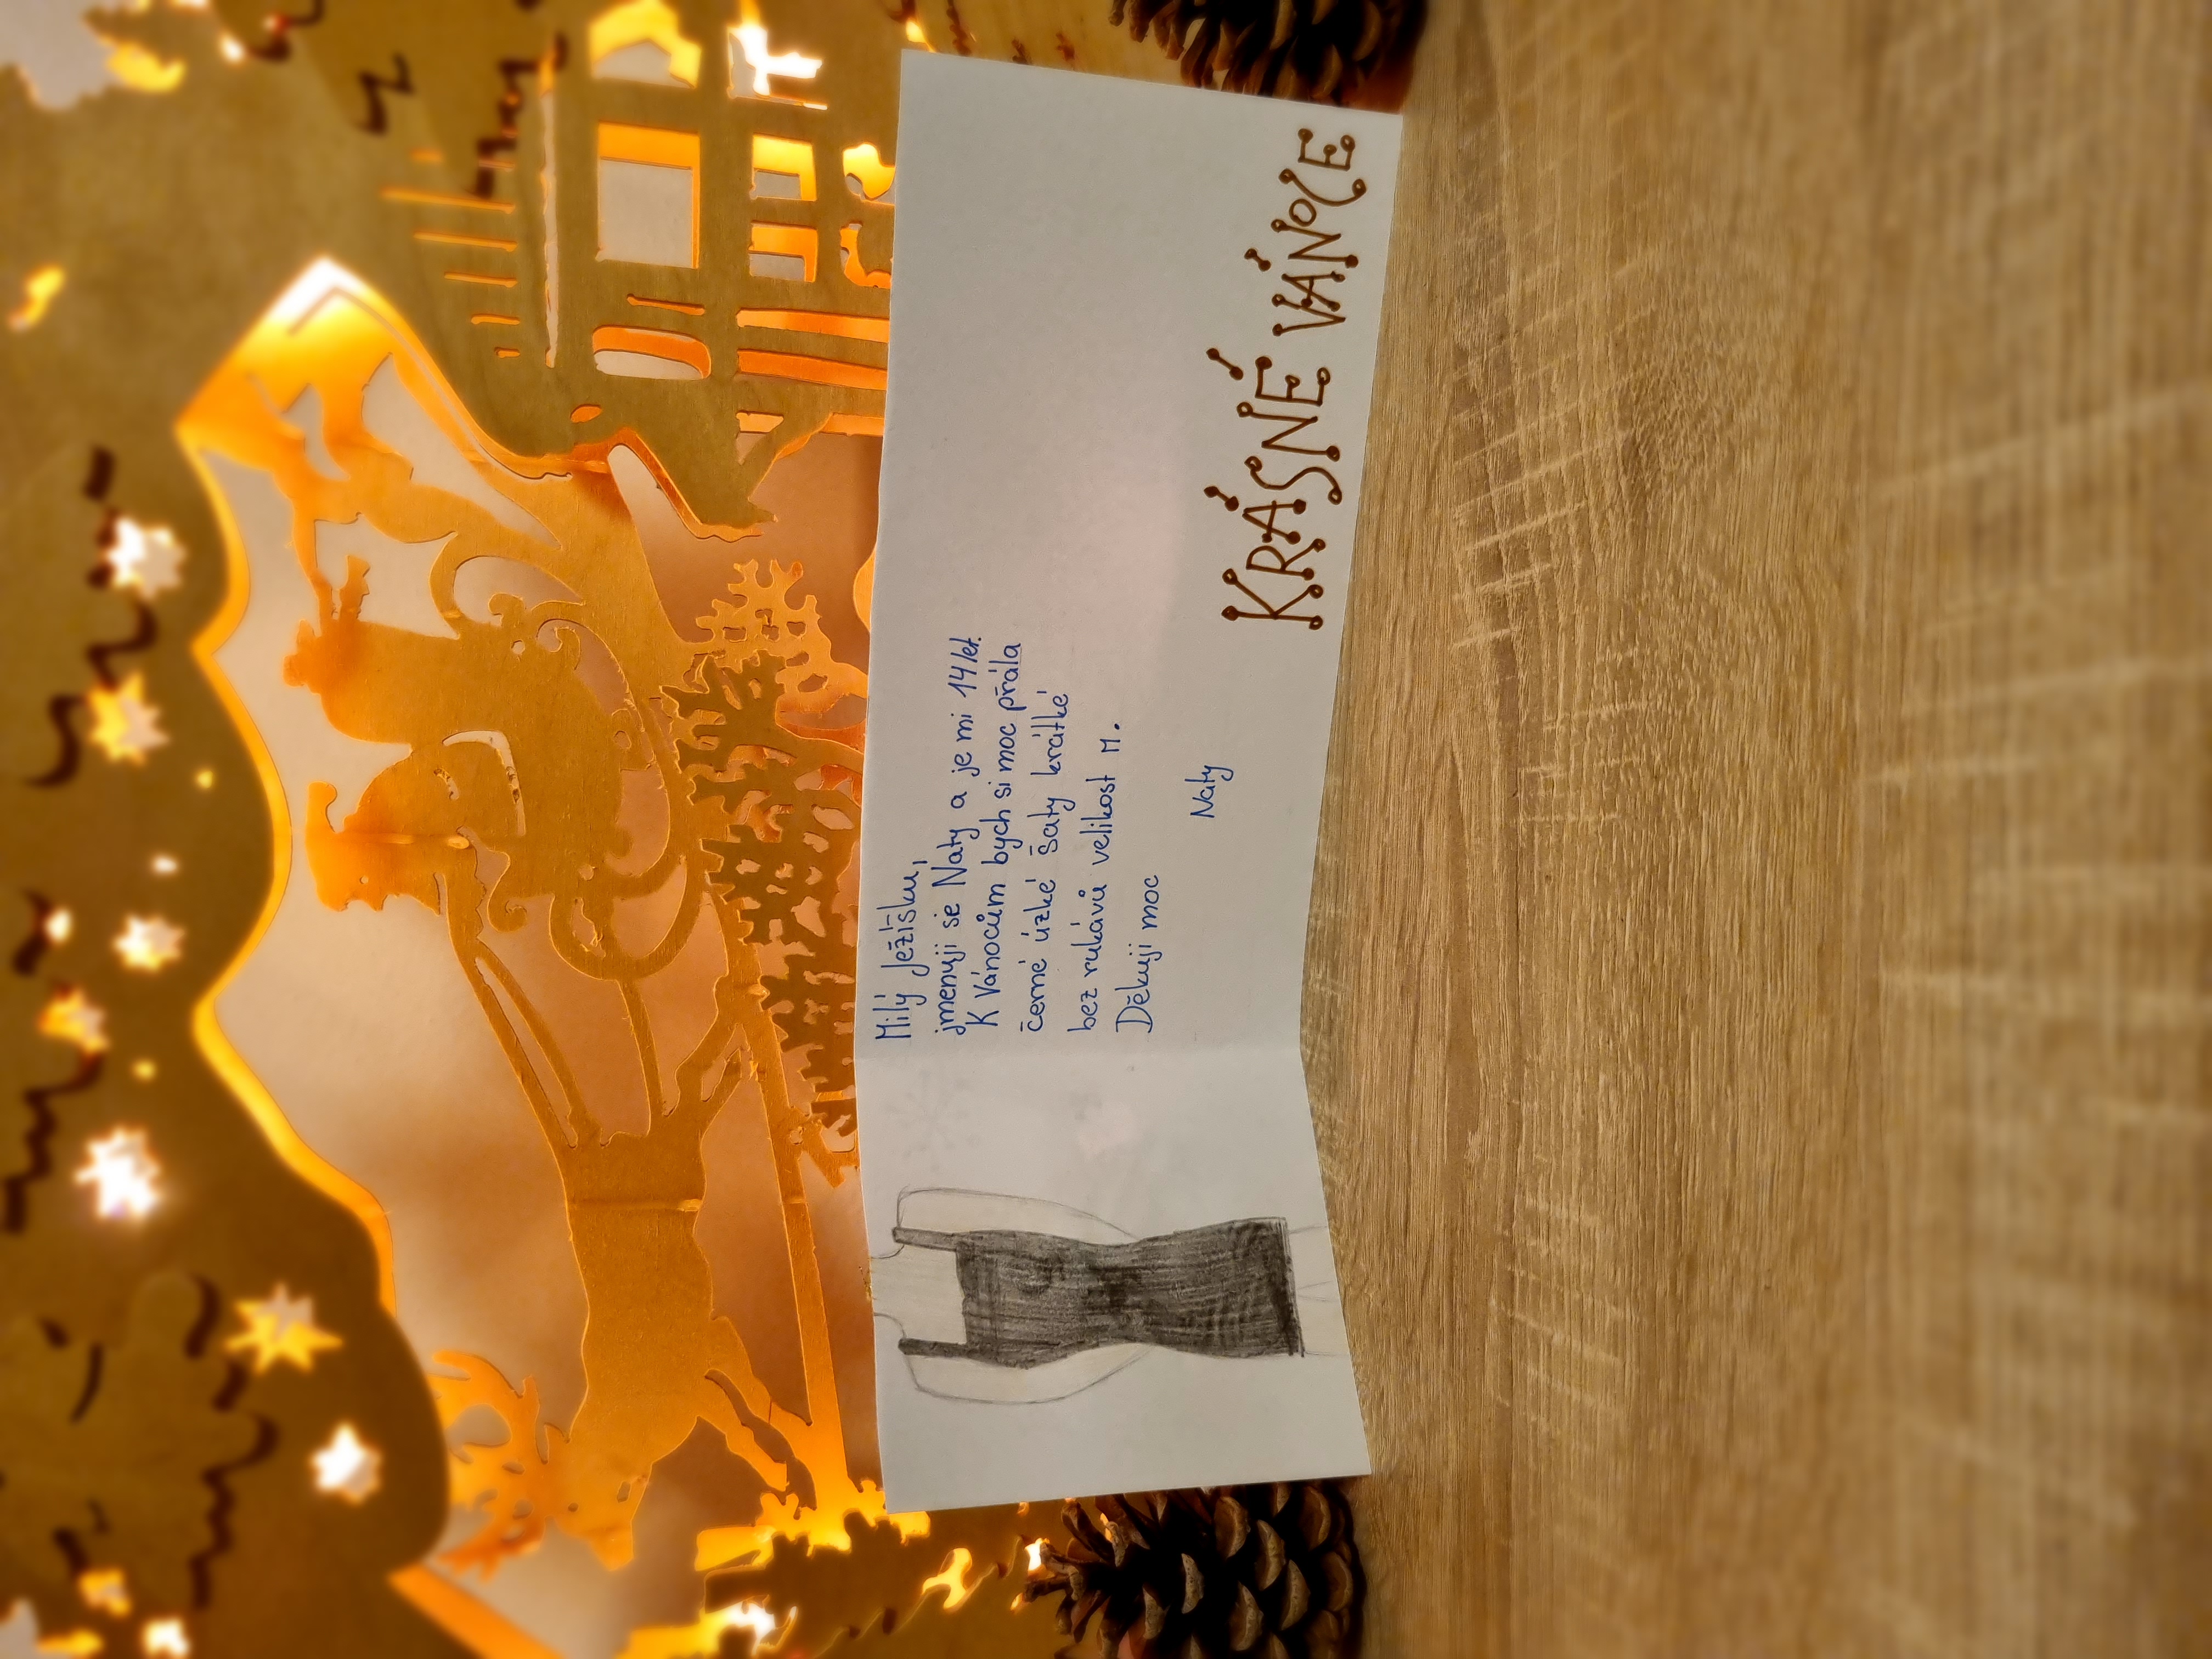 Milý Ježíšku,
jmenuji se Naty a je mi 14 let.
K Vánocům bych si moc přála
černé úzké šaty krátké
bez rukávů velikost M.
Děkuji moc
Naty
KRÁSNÉ VÁNOCE